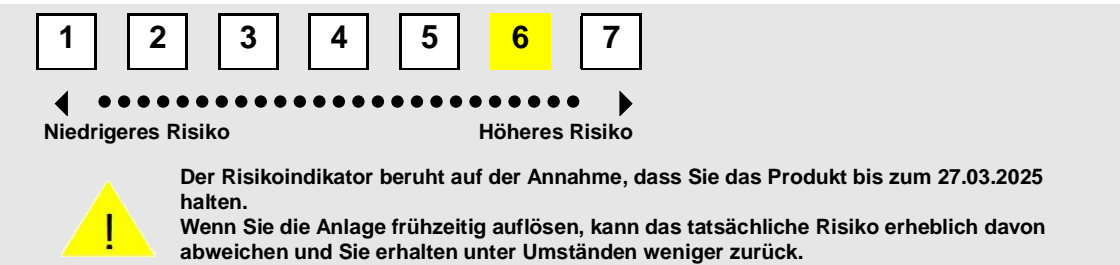 1 2 3 4 5 6 7
Niedrigeres Risiko Höheres Risiko
Der Risikoindikator beruht auf der Annahme, dass Sie das Produkt bis zum 27.03.2025
halten.
Wenn Sie die Anlage frühzeitig auflösen, kann das tatsächliche Risiko erheblich davon
abweichen und Sie erhalten unter Umständen weniger zurück.
!